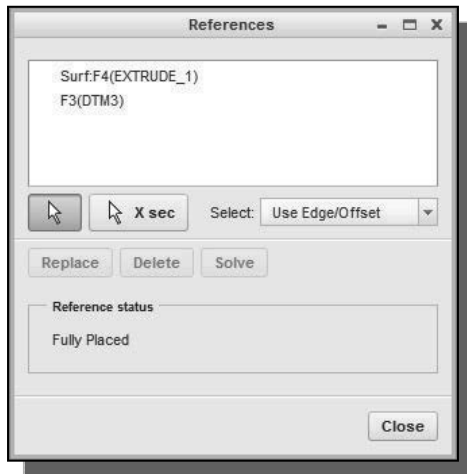 References
Surf:F4(EXTRUDE_1)
F3(DTM3)
X sec Select: Use Edge/Offset
Replace Delete Solve
Reference status
Fully Placed
Close